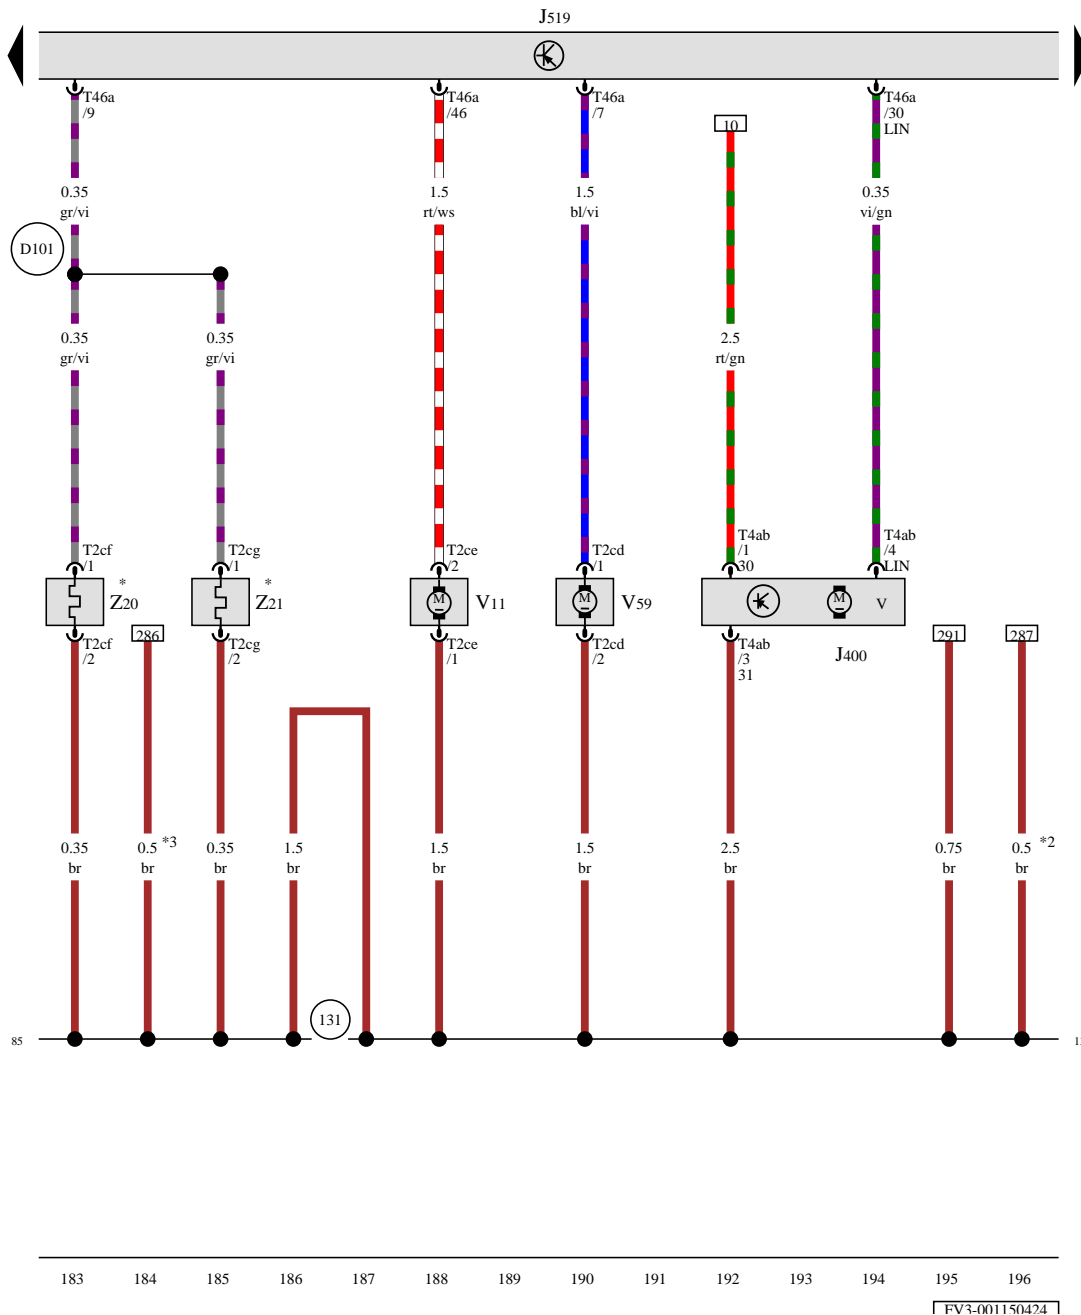 J519
T46a
/9
T46a
/46
T46a
/7
T46a
/30
LIN
10
0.35
gr/vi
1.5
rt/ws
1.5
bl/vi
0.35
vi/gn
D101
0.35
gr/vi
0.35
gr/vi
2.5
rt/gn
T2cf
/1
T2cg
/1
T2ce
/2
T2cd
/1
T4ab
/1
30
T4ab
/4
LIN
*
Z20
*
Z21
M
V11
M
V59
M
V
J400
T2cf
/2
286
T2cg
/2
T2ce
/1
T2cd
/2
T4ab
/3
31
291
287
0.35
br
0.5 *3
br
0.35
br
1.5
br
1.5
br
1.5
br
2.5
br
0.75
br
0.5 *2
br
131
85
183 184 185 186 187 188 189 190 191 192 193 194 195 196
FV3-001150424